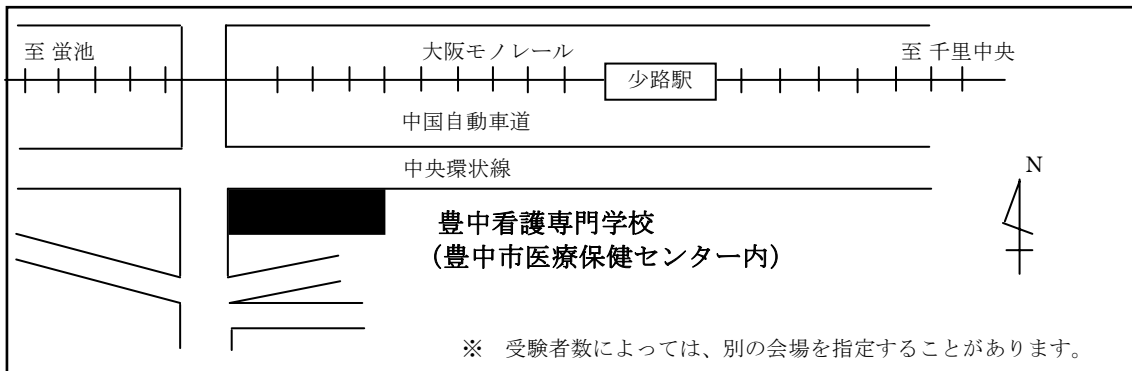 至 蛍池
大阪モノレール
至 千里中央
少路駅
中国自動車道
中央環状線
N
豊中看護専門学校
（豊中市医療保健センター内）
※　受験者数によっては、別の会場を指定することがあります。